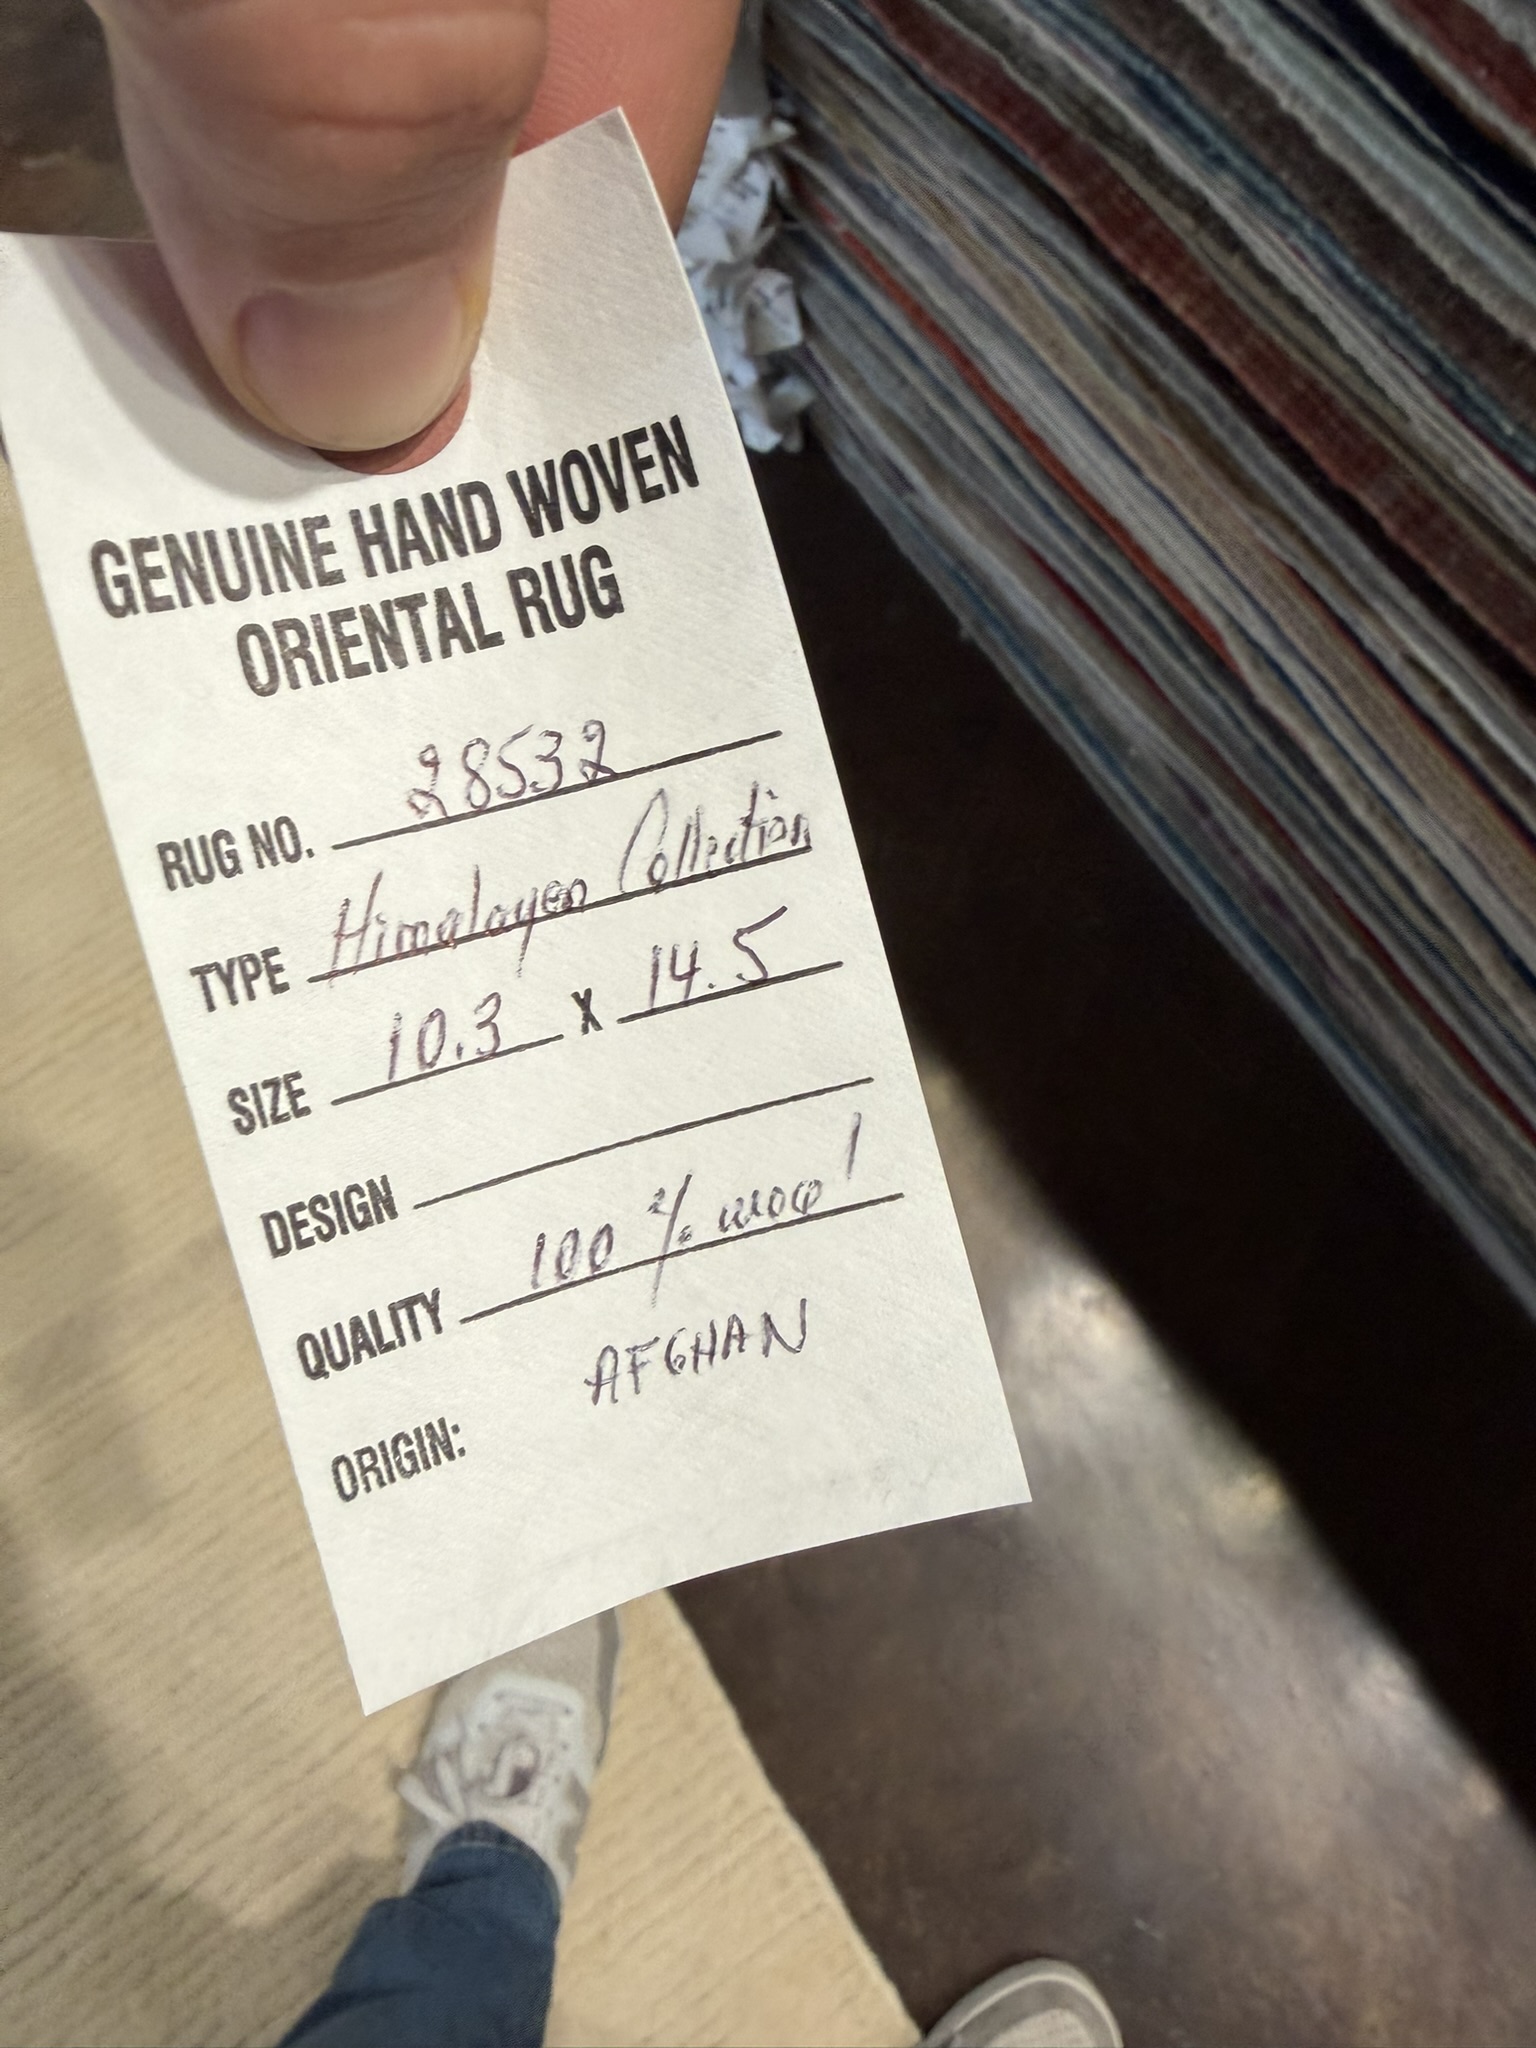 GENUINE HAND WOVEN
ORIENTAL RUG
RUG NO. 28532
TYPE Himalayan Collection
SIZE 10.3 X 14.5
DESIGN
QUALITY 100 % wool
ORIGIN: AFGHAN